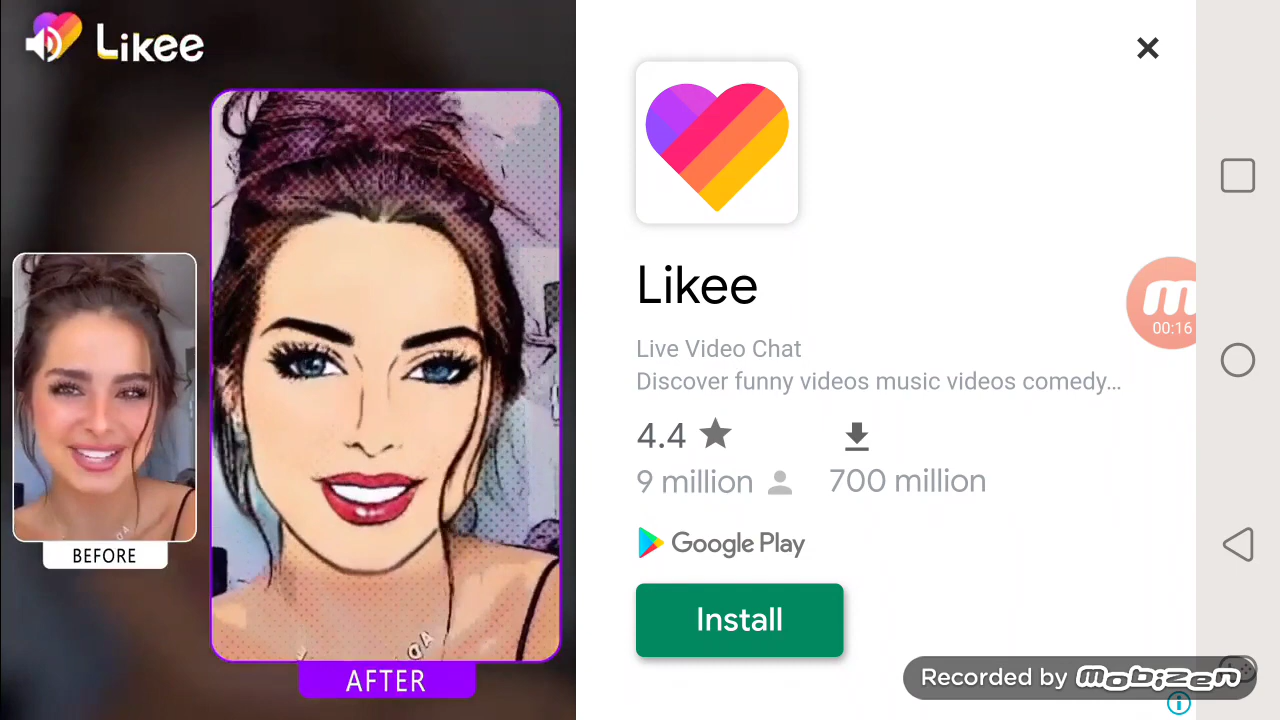 Likee
BEFORE
AFTER
Likee
Live Video Chat
Discover funny videos music videos comedy...
4.4
9 million
700 million
Google Play
Install
00:16
Recorded by mobizen